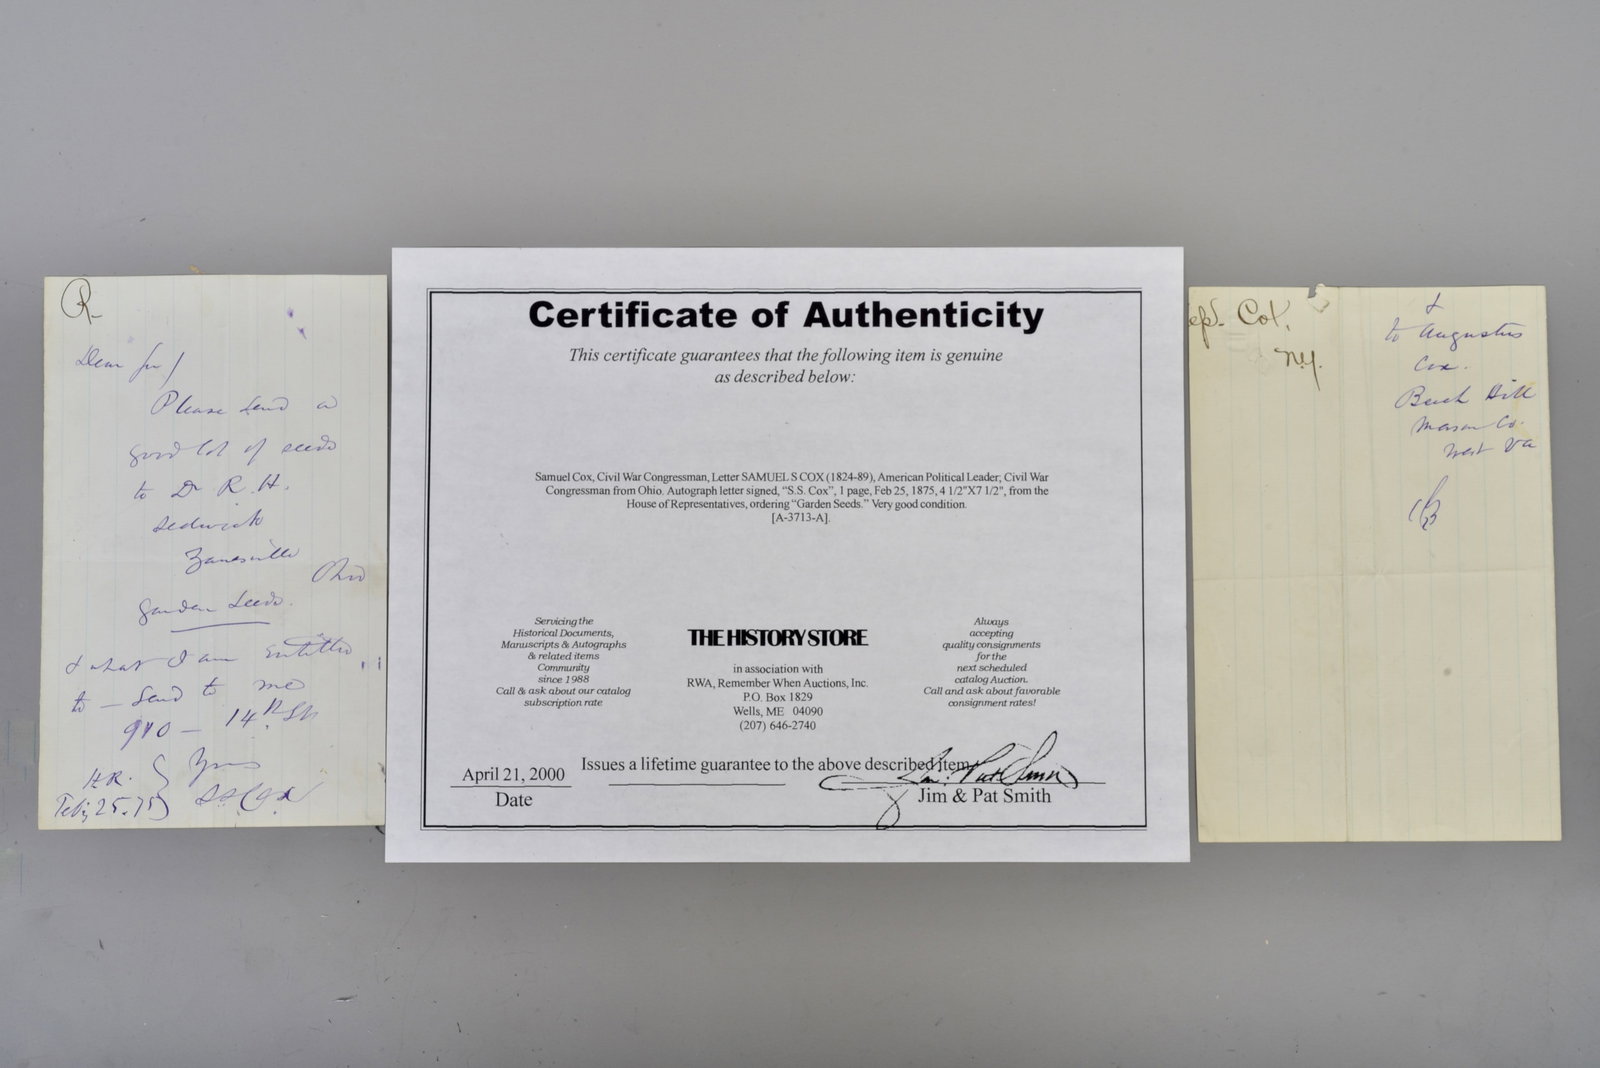 R
Dear Sir/
Please send a
good lot of seeds
to Dr R. H.
Sedwick
Zanesville
Ohio
Garden Seeds.
& what I am entitled
to – send to me
910 – 14th St
Yours
H.R.
Feb. 25. 75
S S Cox
Certificate of Authenticity
This certificate guarantees that the following item is genuine
as described below:
Samuel Cox, Civil War Congressman, Letter SAMUEL S COX (1824-89), American Political Leader; Civil War
Congressman from Ohio. Autograph letter signed, “S.S. Cox”, 1 page, Feb 25, 1875, 4 1/2"X7 1/2", from the
House of Representatives, ordering “Garden Seeds.” Very good condition.
[A-3713-A].
Servicing the
Historical Documents,
Manuscripts & Autographs
& related items
Community
since 1988
Call & ask about our catalog
subscription rate
THE HISTORY STORE
in association with
RWA, Remember When Auctions, Inc.
P.O. Box 1829
Wells, ME 04090
(207) 646-2740
Always
accepting
quality consignments
for the
next scheduled
catalog Auction.
Call and ask about favorable
consignment rates!
Issues a lifetime guarantee to the above described item.
April 21, 2000
Date
Jim & Pat Smith
Jim & Pat Smith
N.Y.
&
to Augustus
Cox.
Beech Hill
Mason Co.
West Va